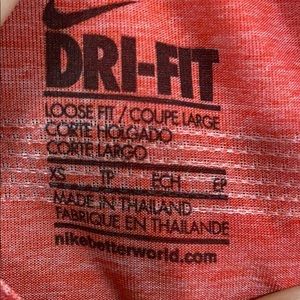 DRI-FIT
LOOSE FIT / COUPE LARGE
CORTE HOLGADO
CORTE LARGO
XS TP ECH EP
MADE IN THAILAND
FABRIQUE EN THAILANDE
nikebetterworld.com